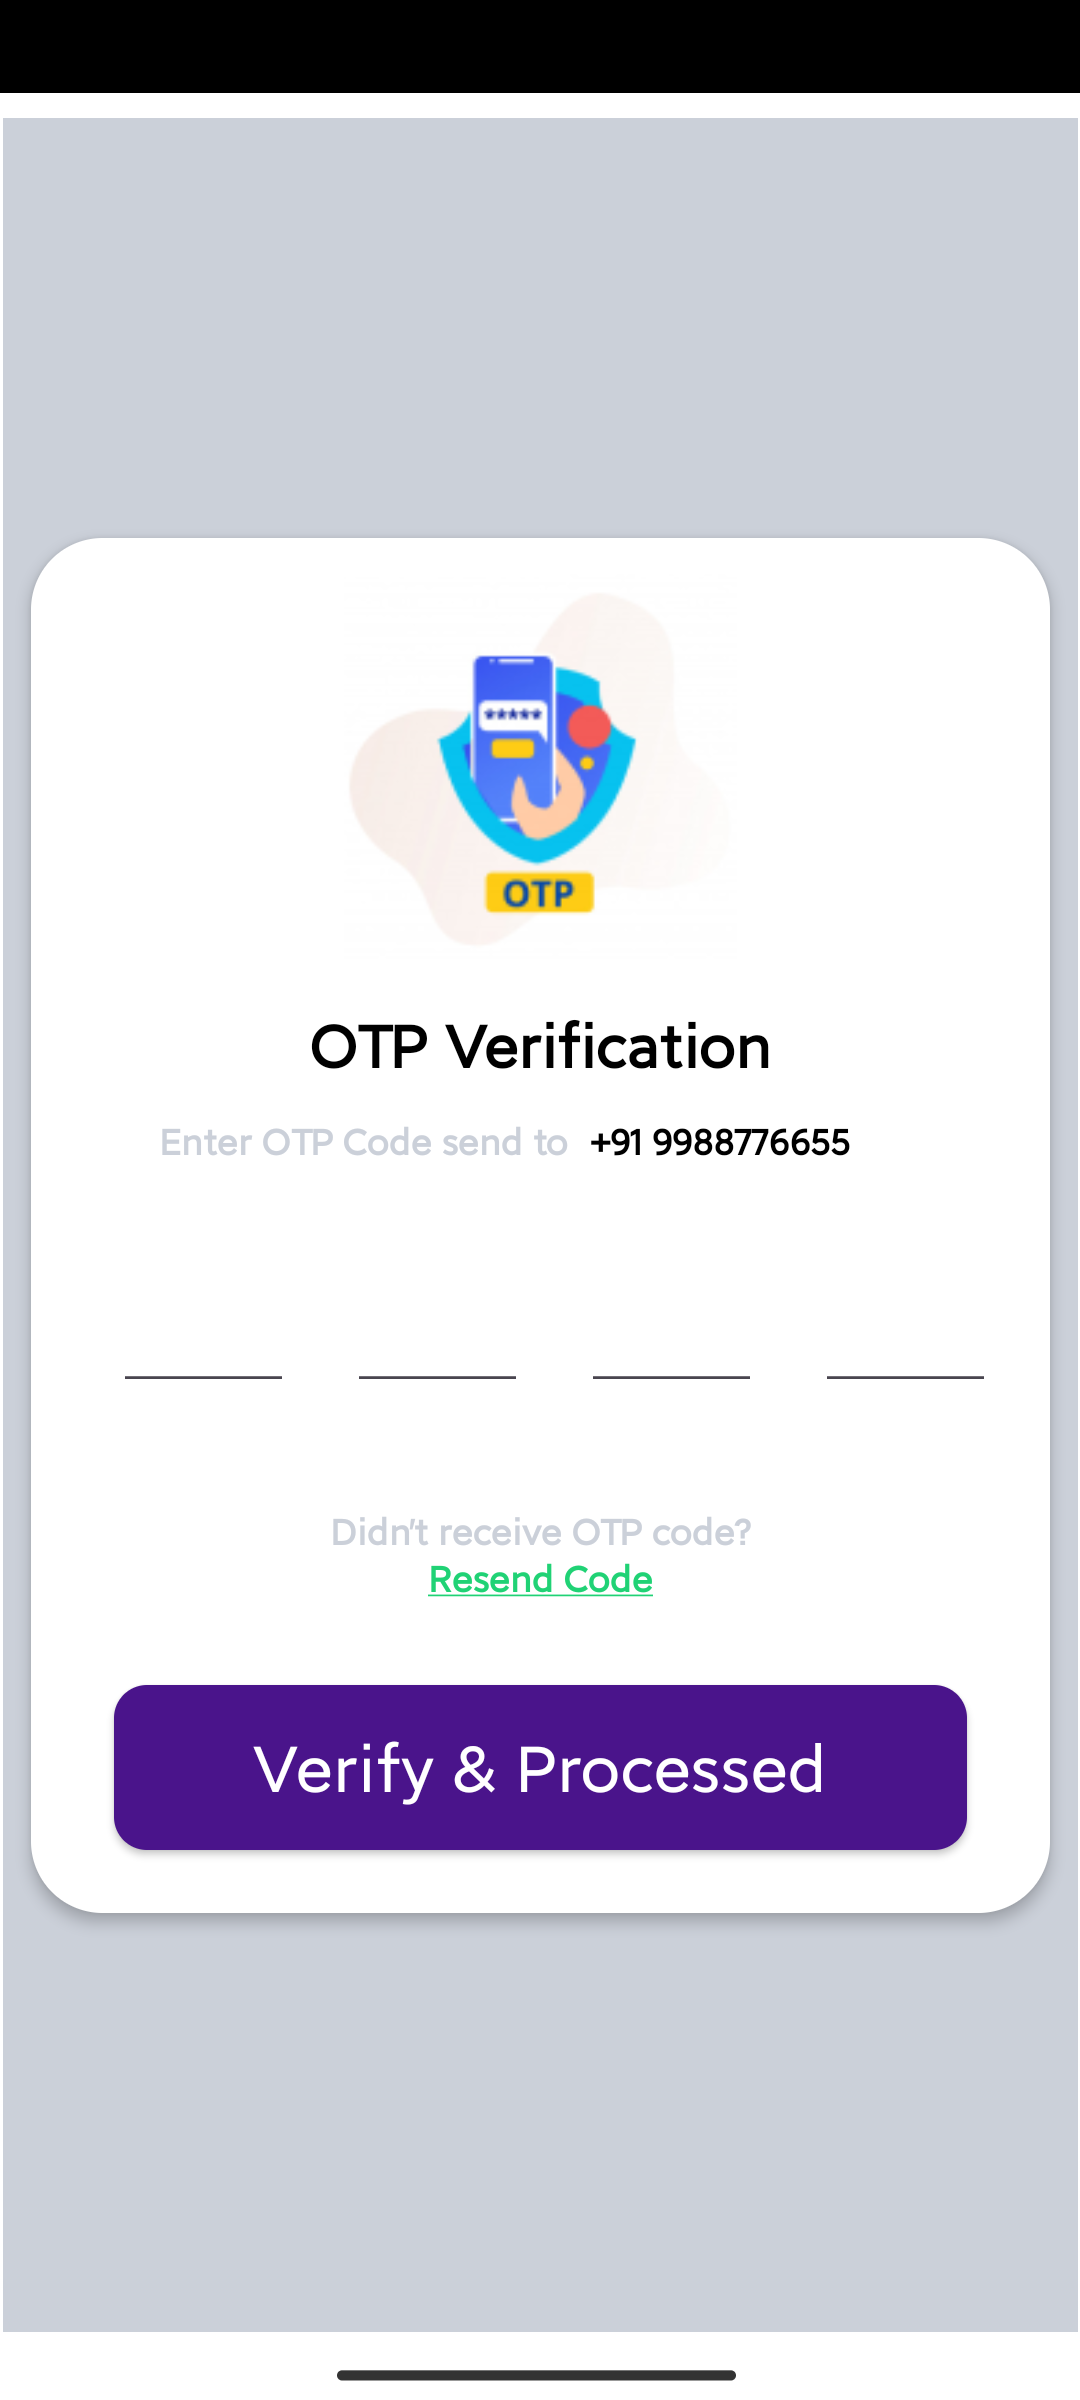 *****
OTP
OTP Verification
Enter OTP Code send to +91 9988776655
Didn't receive OTP code?
Resend Code
Verify & Processed